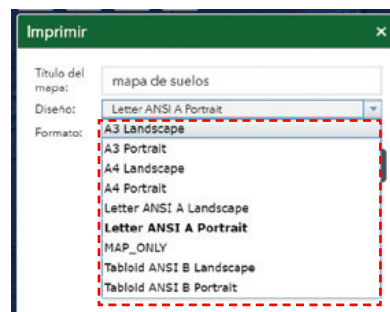 Imprimir
Título del
mapa:
mapa de suelos
Diseño:
Letter ANSI A Portrait
Formato:
A3 Landscape
A3 Portrait
A4 Landscape
A4 Portrait
Letter ANSI A Landscape
Letter ANSI A Portrait
MAP_ONLY
Tabloid ANSI B Landscape
Tabloid ANSI B Portrait